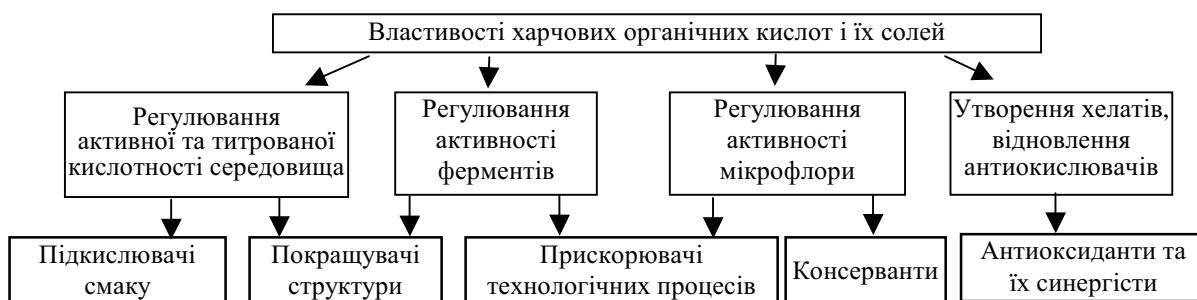 Властивості харчових органічних кислот і їх солей
Регулювання
активної та титрованої
кислотності середовища
Регулювання
активності
ферментів
Регулювання
активності
мікрофлори
Утворення хелатів,
відновлення
антиокислювачів
Підкислювачі
смаку
Покращувачі
структури
Прискорювачі
технологічних процесів
Консерванти
Антиоксиданти та
їх синергісти